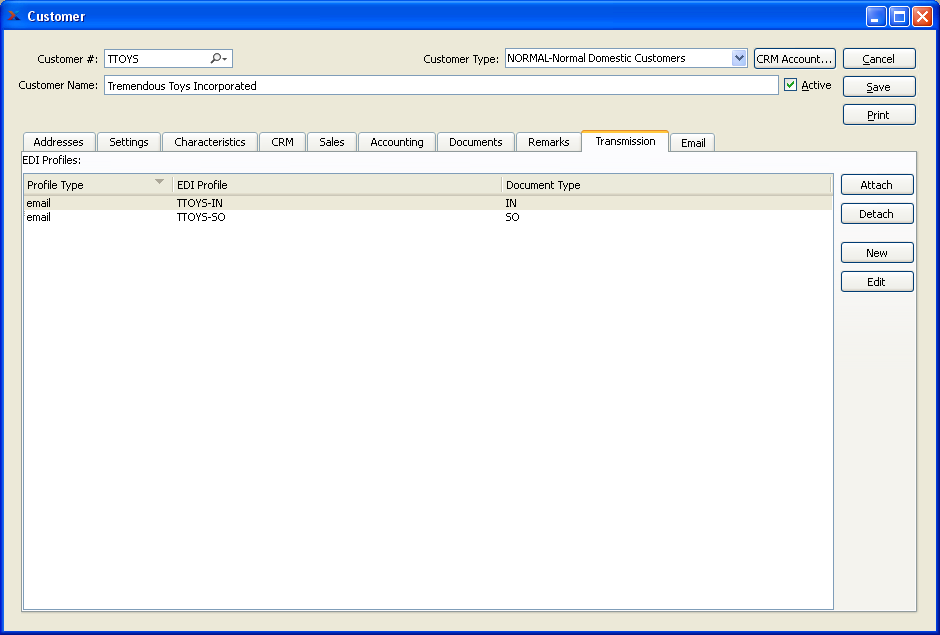 Customer
Customer #: TTOYS Customer Type: NORMAL-Normal Domestic Customers CRM Account... Cancel
Customer Name: Tremendous Toys Incorporated Active Save
Print
Addresses Settings Characteristics CRM Sales Accounting Documents Remarks Transmission Email
EDI Profiles:
Profile Type EDI Profile Document Type Attach
email TTOYS-IN IN
email TTOYS-SO SO Detach
New
Edit